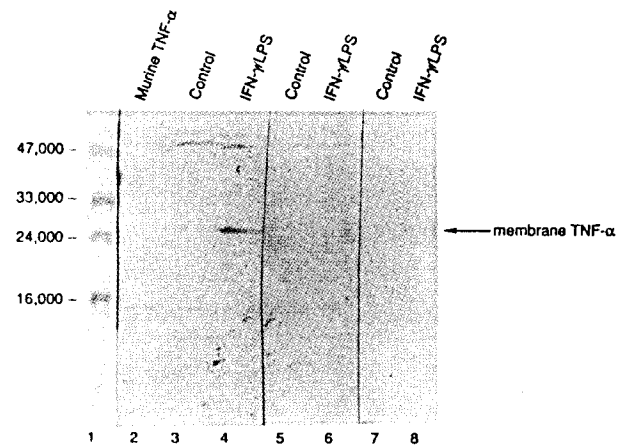 Murine TNF-α
Control
IFN-γ/LPS
Control
IFN-γ/LPS
Control
IFN-γ/LPS
47,000 –
33,000 –
24,000 –
16,000 –
membrane TNF-α
1 2 3 4 5 6 7 8